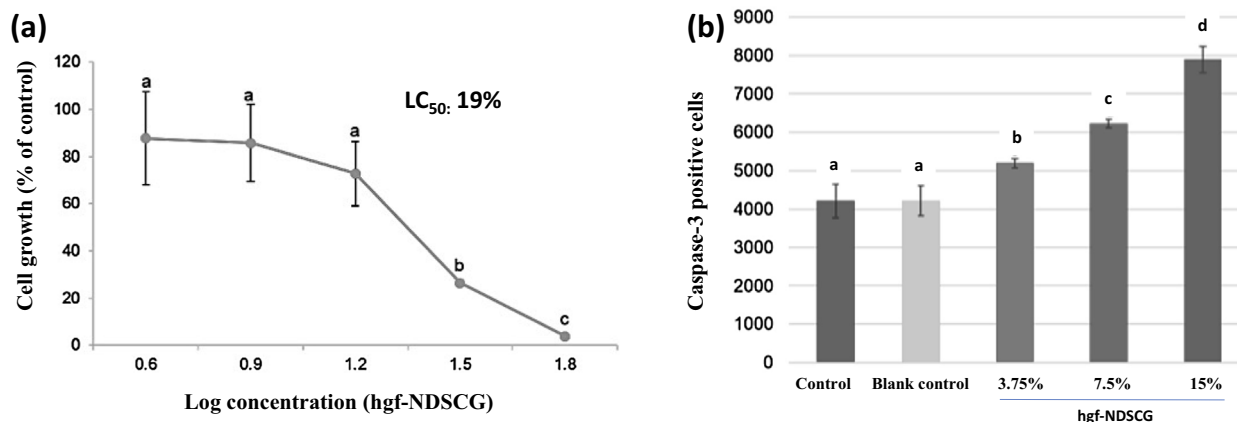 (a)
120
100
80
60
40
20
0
Cell growth (% of control)
a
a
a
b
c
LC50: 19%
0.6 0.9 1.2 1.5 1.8
Log concentration (hgf-NDSCG)
(b)
9000
8000
7000
6000
5000
4000
3000
2000
1000
0
Caspase-3 positive cells
a
a
b
c
d
Control Blank control 3.75% 7.5% 15%
hgf-NDSCG